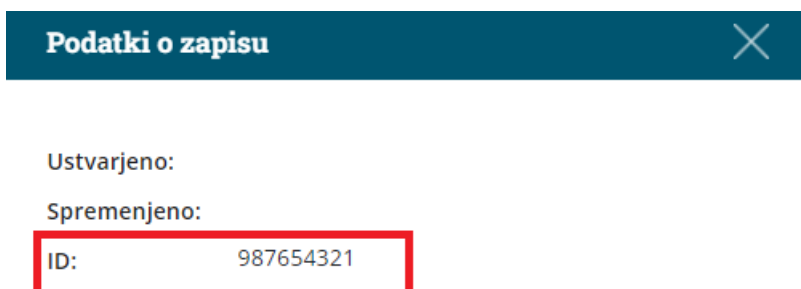 Podatki o zapisu
Ustvarjeno:
Spremenjeno:
ID: 987654321